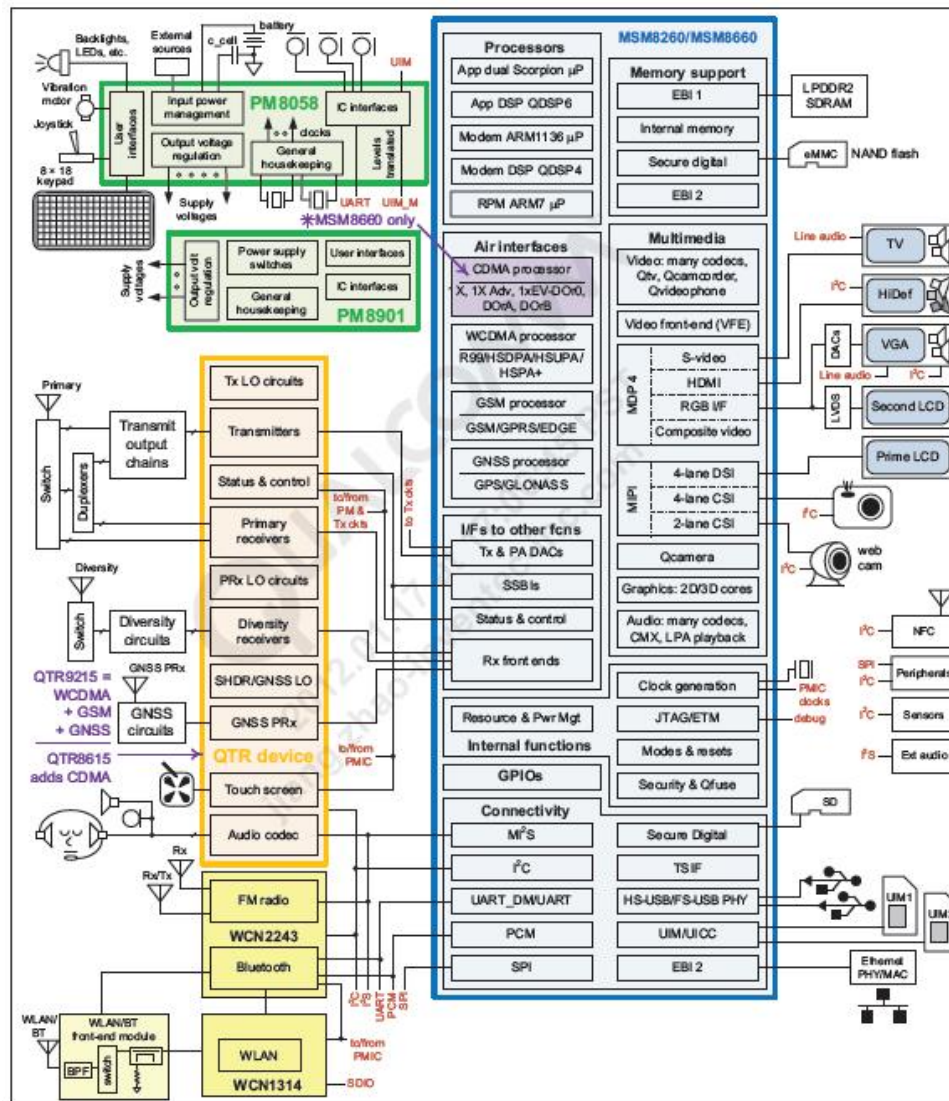 Backlights,
LEDs, etc.
External
sources
c_cell
battery
UIM
Vibration
motor
Joystick
8 × 18
keypad
User
interfaces
Input power
management
PM8058
IC interfaces
Output voltage
regulation
clocks
General
housekeeping
Levels
translated
Supply
voltages
UART
UIM_M
✳MSM8660 only
Supply
voltages
Output volt
regulation
Power supply
switches
User interfaces
General
housekeeping
IC interfaces
PM8901
Primary
Switch
Duplexers
Transmit
output
chains
Tx LO circuits
Transmitters
Status & control
Primary
receivers
PRx LO circuits
Diversity
receivers
SHDR/GNSS LO
GNSS PRx
QTR device
Touch screen
Audio codec
to/from
PM &
Tx ckts
to Tx ckts
Diversity
Switch
Diversity
circuits
GNSS PRx
GNSS
circuits
QTR9215 =
WCDMA
+ GSM
+ GNSS
QTR8615
adds CDMA
to/from
PMIC
Rx
Rx/Tx
FM radio
WCN2243
Bluetooth
WLAN/
BT
WLAN/BT
front-end module
BPF
switch
WLAN
WCN1314
I²C
I²S
UART
PCM
SPI
to/from
PMIC
SDIO
MSM8260/MSM8660
Processors
App dual Scorpion µP
App DSP QDSP6
Modem ARM1136 µP
Modem DSP QDSP4
RPM ARM7 µP
Air interfaces
CDMA processor
1X, 1X Adv, 1xEV-DOr0,
DOrA, DOrB
WCDMA processor
R99/HSDPA/HSUPA/
HSPA+
GSM processor
GSM/GPRS/EDGE
GNSS processor
GPS/GLONASS
I/Fs to other fcns
Tx & PA DACs
SSBIs
Status & control
Rx front ends
Resource & Pwr Mgt
Internal functions
GPIOs
Connectivity
MI²S
I²C
UART_DM/UART
PCM
SPI
Memory support
EBI 1
Internal memory
Secure digital
EBI 2
Multimedia
Video: many codecs,
Qtv, Qcamcorder,
Qvideophone
Video front-end (VFE)
MDP 4
S-video
HDMI
RGB I/F
Composite video
MIPI
4-lane DSI
4-lane CSI
2-lane CSI
Qcamera
Graphics: 2D/3D cores
Audio: many codecs,
CMX, LPA playback
Clock generation
JTAG/ETM
Modes & resets
Security & Qfuse
Secure Digital
TSIF
HS-USB/FS-USB PHY
UIM/UICC
EBI 2
LPDDR2
SDRAM
eMMC
NAND flash
Line audio
TV
I²C
HiDef
DACs
VGA
Line audio
I²C
LVDS
Second LCD
Prime LCD
I²C
I²C
web
cam
I²C
NFC
SPI
I²C
Peripherals
I²C
Sensors
I²S
Ext audio
PMIC
clocks
debug
SD
UIM1
Ethernet
PHY/MAC
QUALCOMM